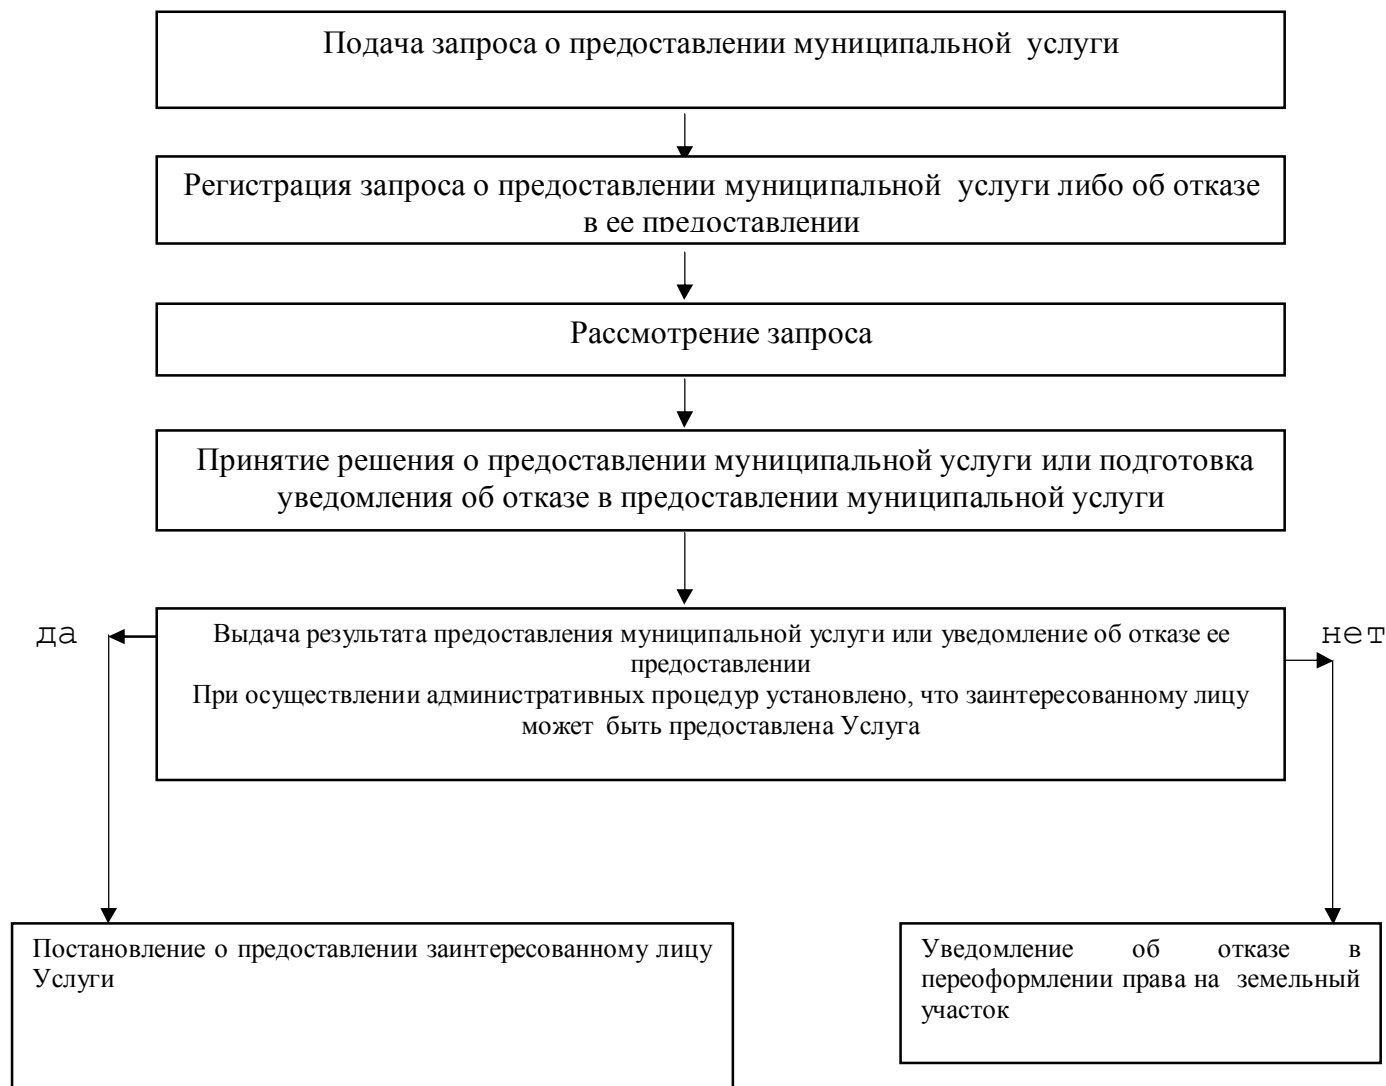 Подача запроса о предоставлении муниципальной услуги
Регистрация запроса о предоставлении муниципальной услуги либо об отказе
в ее предоставлении
Рассмотрение запроса
Принятие решения о предоставлении муниципальной услуги или подготовка
уведомления об отказе в предоставлении муниципальной услуги
да
Выдача результата предоставления муниципальной услуги или уведомление об отказе ее
предоставлении
При осуществлении административных процедур установлено, что заинтересованному лицу
может быть предоставлена Услуга
нет
Постановление о предоставлении заинтересованному лицу
Услуги
Уведомление об отказе в
переоформлении права на земельный
участок